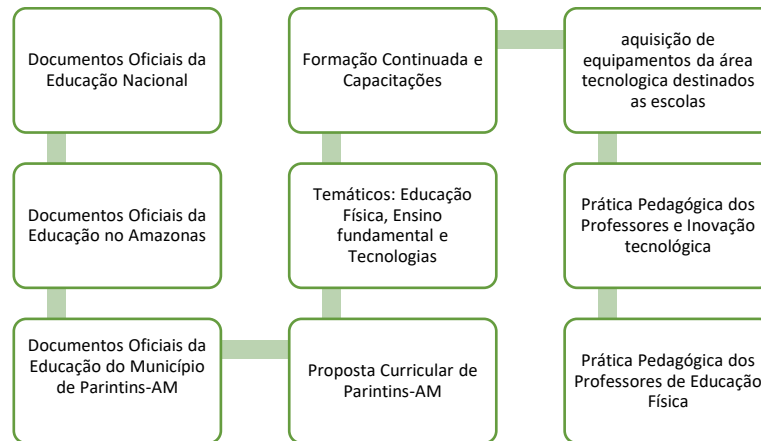 Documentos Oficiais da
Educação Nacional
Documentos Oficiais da
Educação no Amazonas
Documentos Oficiais da
Educação do Município
de Parintins-AM
Proposta Curricular de
Parintins-AM
Temáticos: Educação
Física, Ensino
fundamental e
Tecnologias
Formação Continuada e
Capacitações
aquisição de
equipamentos da área
tecnologica destinados
as escolas
Prática Pedagógica dos
Professores e Inovação
tecnológica
Prática Pedagógica dos
Professores de Educação
Física